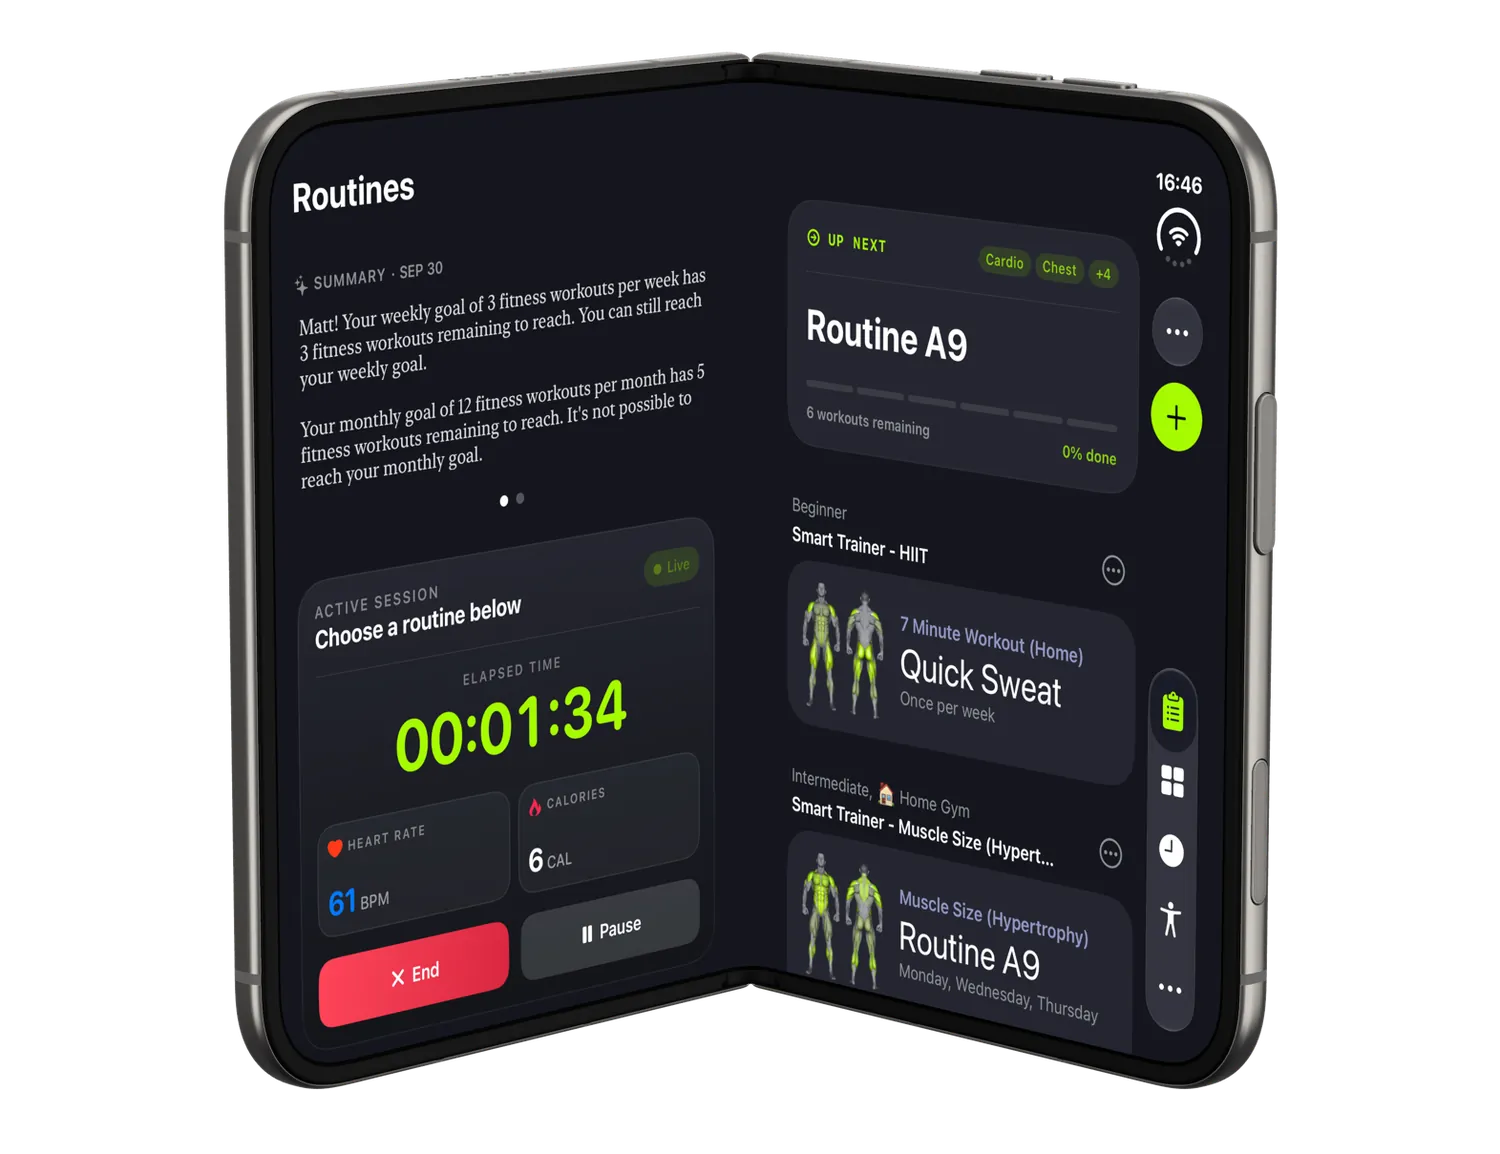 Routines
SUMMARY · SEP 30
Matt! Your weekly goal of 3 fitness workouts per week has
3 fitness workouts remaining to reach. You can still reach
your weekly goal.
Your monthly goal of 12 fitness workouts per month has 5
fitness workouts remaining to reach. It's not possible to
reach your monthly goal.
ACTIVE SESSION
Live
Choose a routine below
ELAPSED TIME
00:01:34
HEART RATE
61 BPM
CALORIES
6 CAL
End
Pause
16:46
UP NEXT
Cardio
Chest
+4
Routine A9
6 workouts remaining
0% done
Beginner
Smart Trainer - HIIT
7 Minute Workout (Home)
Quick Sweat
Once per week
Intermediate, 🏠 Home Gym
Smart Trainer - Muscle Size (Hypert...
Muscle Size (Hypertrophy)
Routine A9
Monday, Wednesday, Thursday